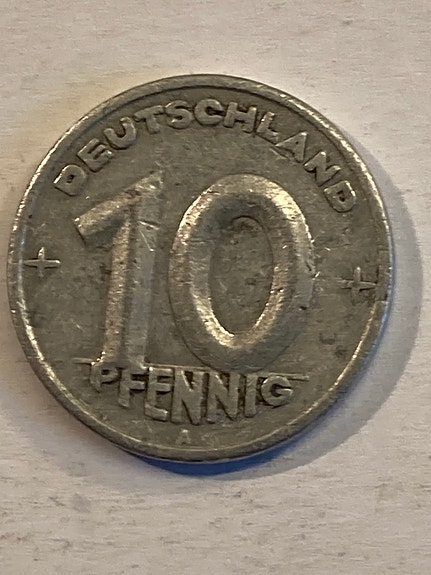 DEUTSCHLAND
10
PFENNIG
A